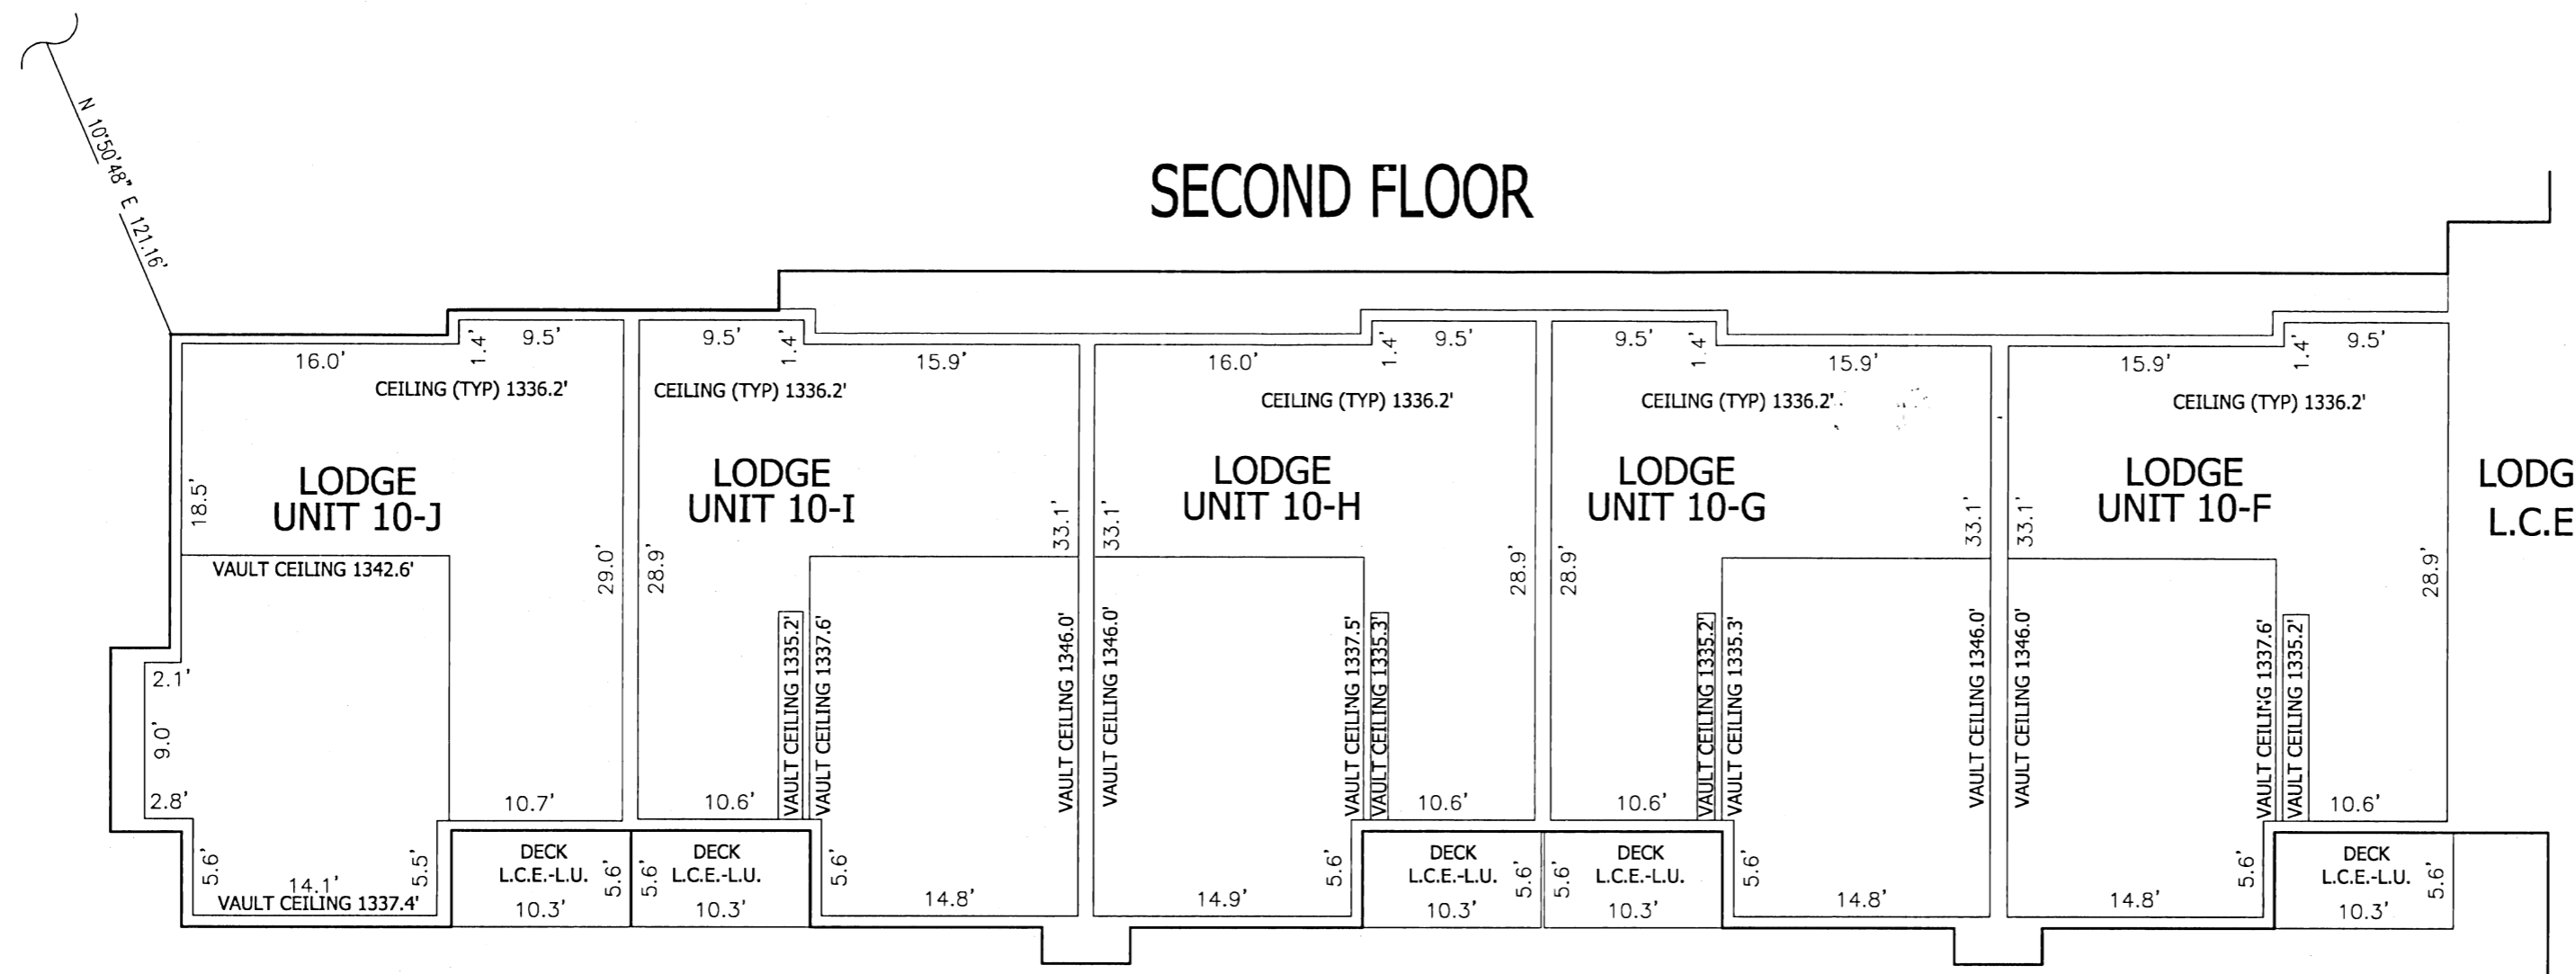 N 10°50'48" E 121.16'
SECOND FLOOR
16.0'
1.4'
9.5'
CEILING (TYP) 1336.2'
LODGE
UNIT 10-J
18.5'
VAULT CEILING 1342.6'
29.0'
2.1'
9.0'
2.8'
10.7'
5.6'
14.1'
5.5'
VAULT CEILING 1337.4'
DECK
L.C.E.-L.U.
5.6'
10.3'
9.5'
1.4'
15.9'
CEILING (TYP) 1336.2'
LODGE
UNIT 10-I
28.9'
33.1'
VAULT CEILING 1335.2'
VAULT CEILING 1337.6'
VAULT CEILING 1346.0'
10.6'
5.6'
DECK
L.C.E.-L.U.
10.3'
5.6'
14.8'
16.0'
1.4'
9.5'
CEILING (TYP) 1336.2'
LODGE
UNIT 10-H
33.1'
28.9'
VAULT CEILING 1346.0'
VAULT CEILING 1337.5'
VAULT CEILING 1335.3'
10.6'
14.9'
5.6'
DECK
L.C.E.-L.U.
5.6'
10.3'
9.5'
1.4'
15.9'
CEILING (TYP) 1336.2'
LODGE
UNIT 10-G
28.9'
33.1'
VAULT CEILING 1335.2'
VAULT CEILING 1335.3'
VAULT CEILING 1346.0'
10.6'
5.6'
DECK
L.C.E.-L.U.
10.3'
5.6'
14.8'
15.9'
1.4'
9.5'
CEILING (TYP) 1336.2'
LODGE
UNIT 10-F
33.1'
28.9'
VAULT CEILING 1346.0'
VAULT CEILING 1337.6'
VAULT CEILING 1335.2'
10.6'
14.8'
5.6'
DECK
L.C.E.-L.U.
5.6'
10.3'
LODG
L.C.E